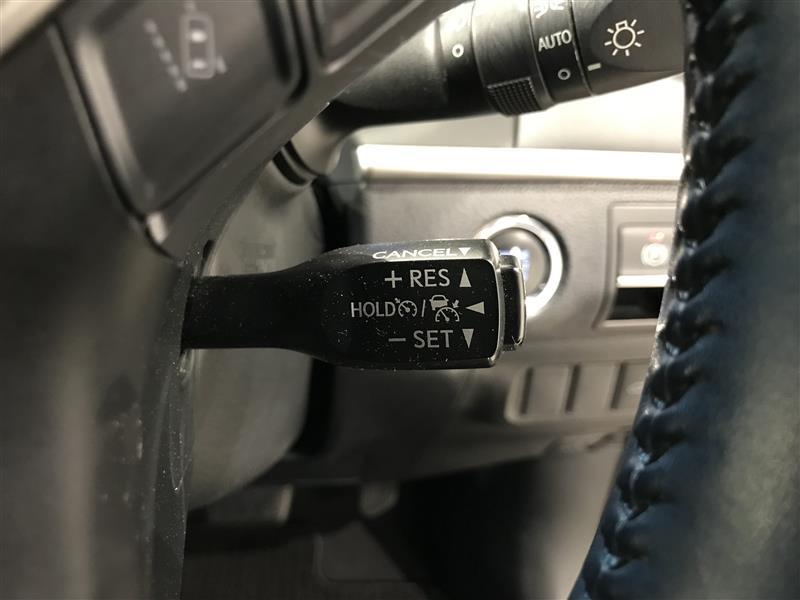 AUTO
CANCEL▼
+ RES ▲
HOLD / ◀
− SET ▼